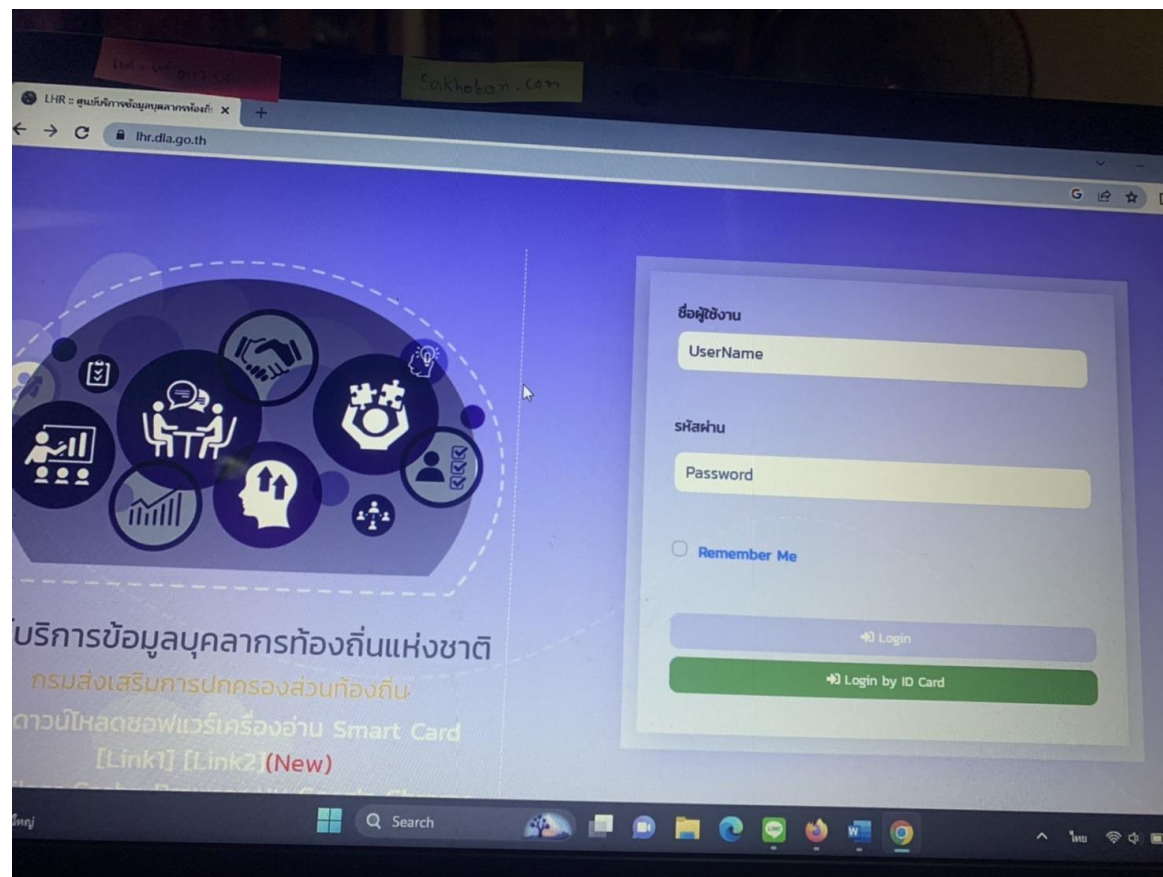 Sakhobon.com
LHR :: ศูนย์บริการข้อมูลบุคลากรท้องถิ่
lhr.dla.go.th
G
ชื่อผู้ใช้งาน
UserName
รหัสผ่าน
Password
Remember Me
Login
Login by ID Card
บริการข้อมูลบุคลากรท้องถิ่นแห่งชาติ
กรมส่งเสริมการปกครองส่วนท้องถิ่น
ดาวน์โหลดซอฟแวร์เครื่องอ่าน Smart Card
[Link1] [Link2](New)
ใหญ่
Search
LINE
W
ไทย